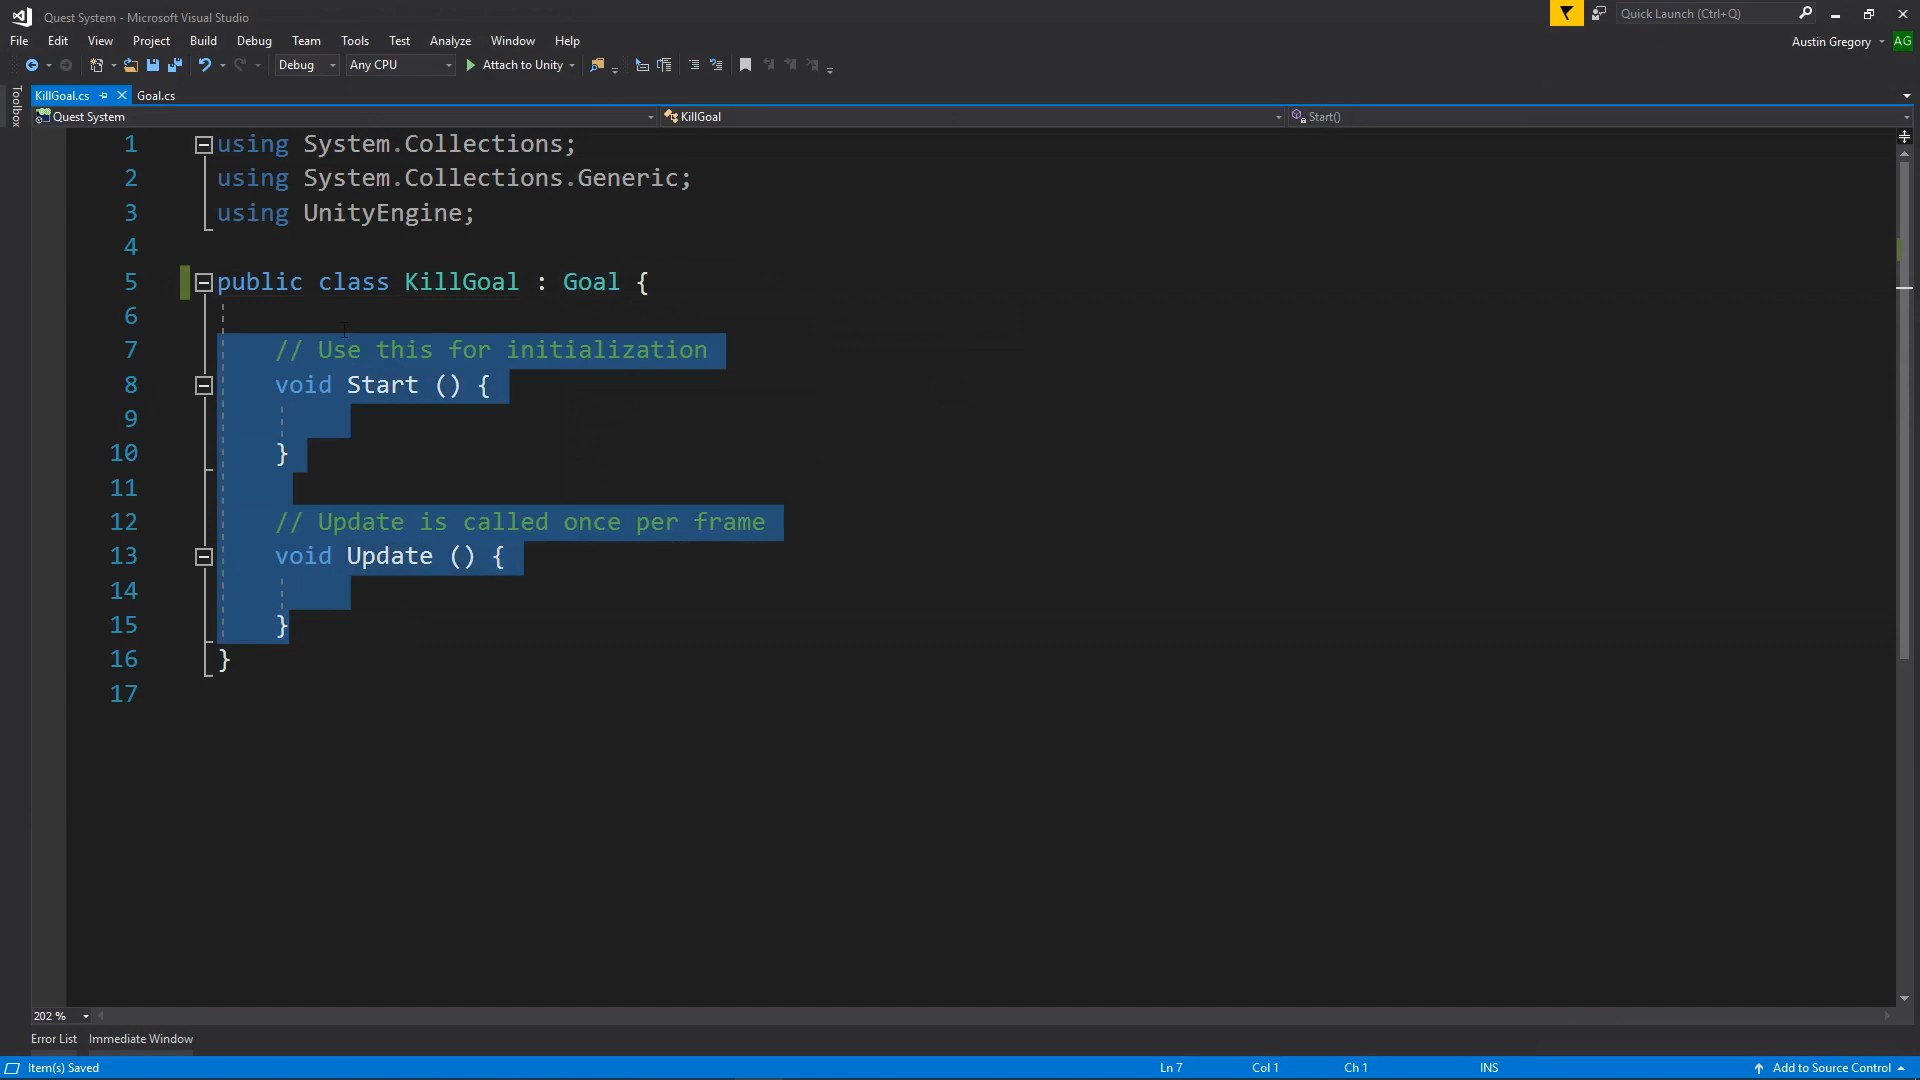 Quest System - Microsoft Visual Studio
Quick Launch (Ctrl+Q)
File Edit View Project Build Debug Team Tools Test Analyze Window Help
Austin Gregory AG
Debug Any CPU Attach to Unity
Toolbox
KillGoal.cs Goal.cs
Quest System KillGoal Start()
1 using System.Collections;
2 using System.Collections.Generic;
3 using UnityEngine;
4
5 public class KillGoal : Goal {
6
7 // Use this for initialization
8 void Start () {
9
10 }
11
12 // Update is called once per frame
13 void Update () {
14
15 }
16 }
17
202 %
Error List Immediate Window
Item(s) Saved Ln 7 Col 1 Ch 1 INS Add to Source Control